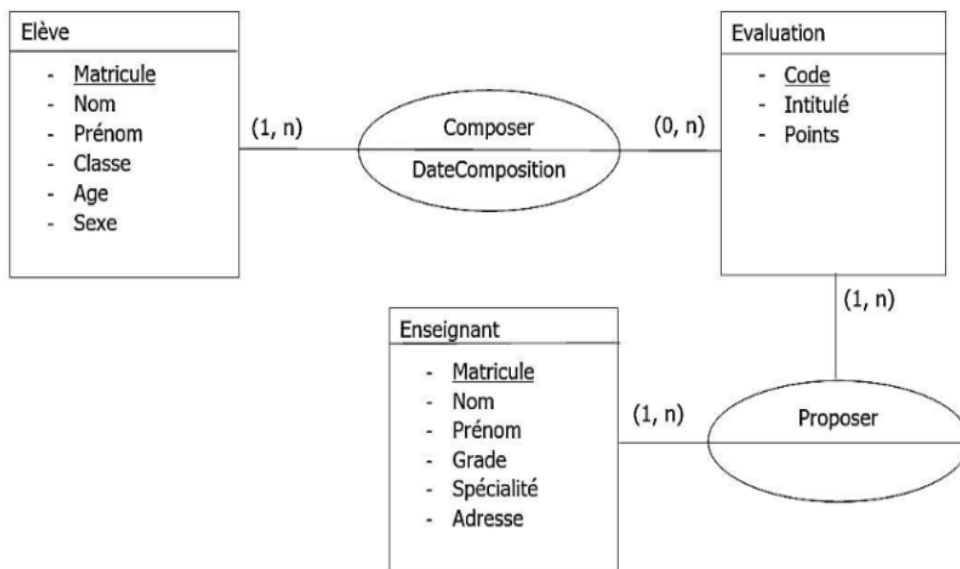 Elève
- Matricule
- Nom
- Prénom
- Classe
- Age
- Sexe
(1, n)
Composer
DateComposition
(0, n)
Evaluation
- Code
- Intitulé
- Points
(1, n)
Enseignant
- Matricule
- Nom
- Prénom
- Grade
- Spécialité
- Adresse
(1, n)
Proposer